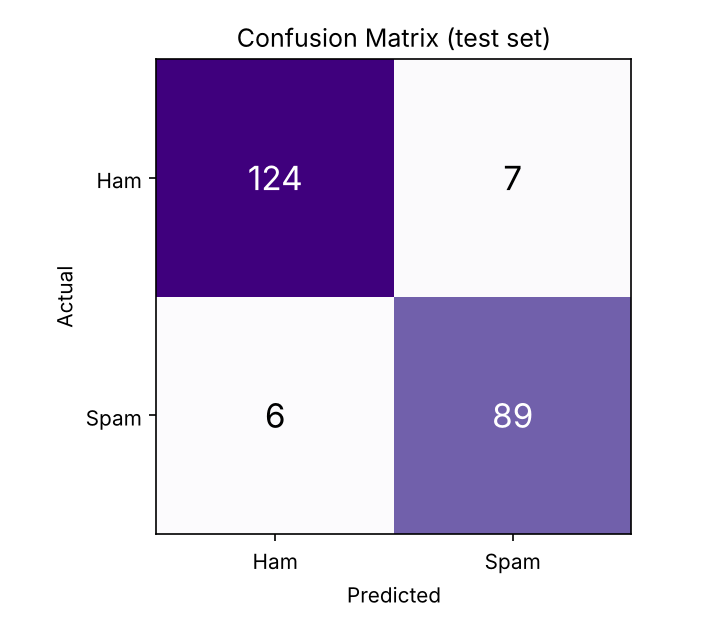 Confusion Matrix (test set)
Actual
Ham
124
7
Spam
6
89
Ham
Spam
Predicted